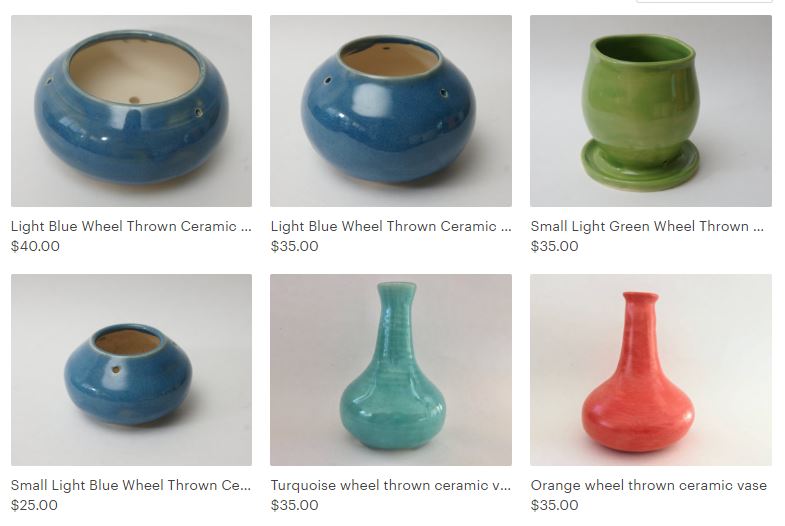 Light Blue Wheel Thrown Ceramic ...
$40.00
Light Blue Wheel Thrown Ceramic ...
$35.00
Small Light Green Wheel Thrown ...
$35.00
Small Light Blue Wheel Thrown Ce...
$25.00
Turquoise wheel thrown ceramic v...
$35.00
Orange wheel thrown ceramic vase
$35.00